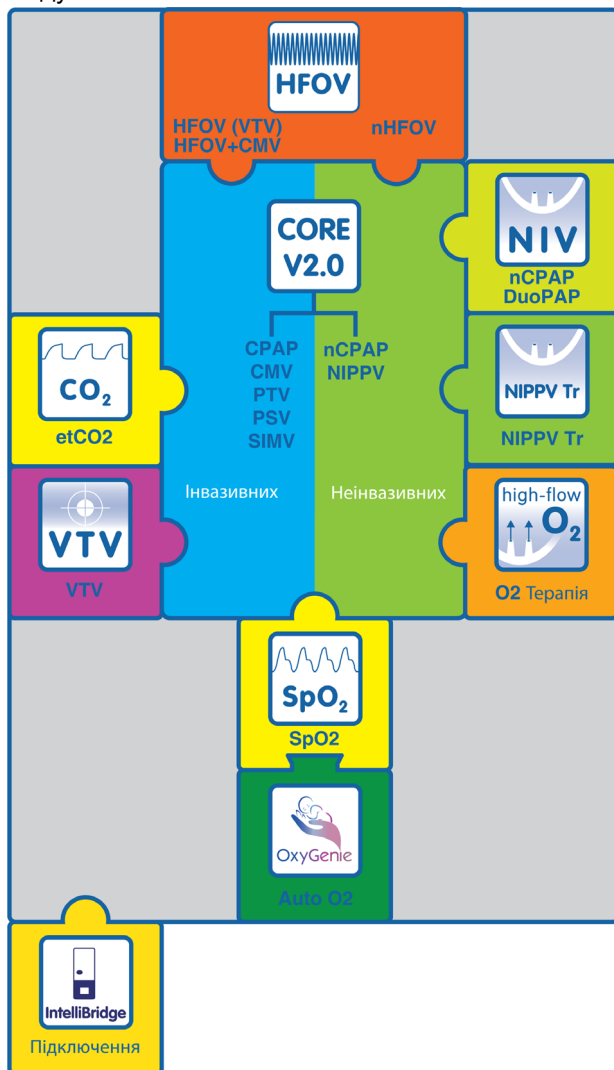 HFOV
HFOV (VTV)
HFOV+CMV
nHFOV
CORE
V2.0
NIV
nCPAP
DuoPAP
CPAP
CMV
PTV
PSV
SIMV
nCPAP
NIPPV
CO2
etCO2
NIPPV Tr
NIPPV Tr
Інвазивних
Неінвазивних
VTV
VTV
high-flow
O2
O2 Терапія
SpO2
SpO2
OxyGenie
Auto O2
IntelliBridge
Підключення